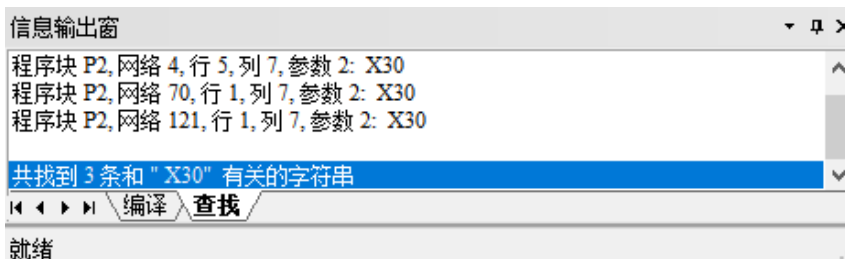 信息输出窗
程序块 P2, 网络 4, 行 5, 列 7, 参数 2:  X30
程序块 P2, 网络 70, 行 1, 列 7, 参数 2:  X30
程序块 P2, 网络 121, 行 1, 列 7, 参数 2:  X30
共找到 3 条和 " X30"  有关的字符串
编译 查找
就绪